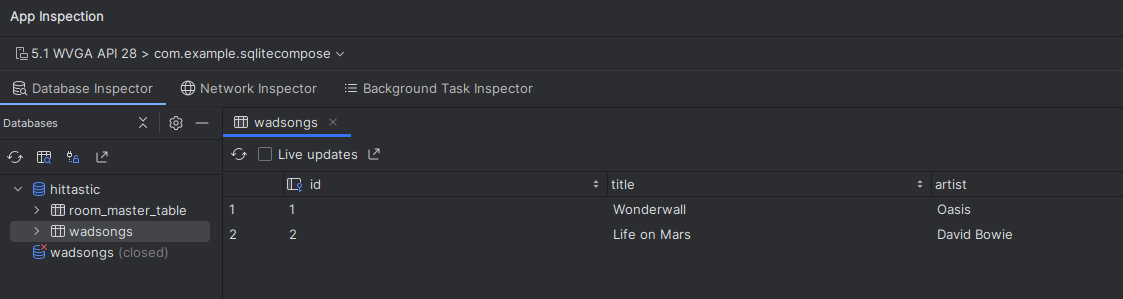 App Inspection
5.1 WVGA API 28 > com.example.sqlitecompose
Database Inspector Network Inspector Background Task Inspector
Databases
wadsongs
Live updates
hittastic
room_master_table
wadsongs
wadsongs (closed)
id title artist
1 1 Wonderwall Oasis
2 2 Life on Mars David Bowie